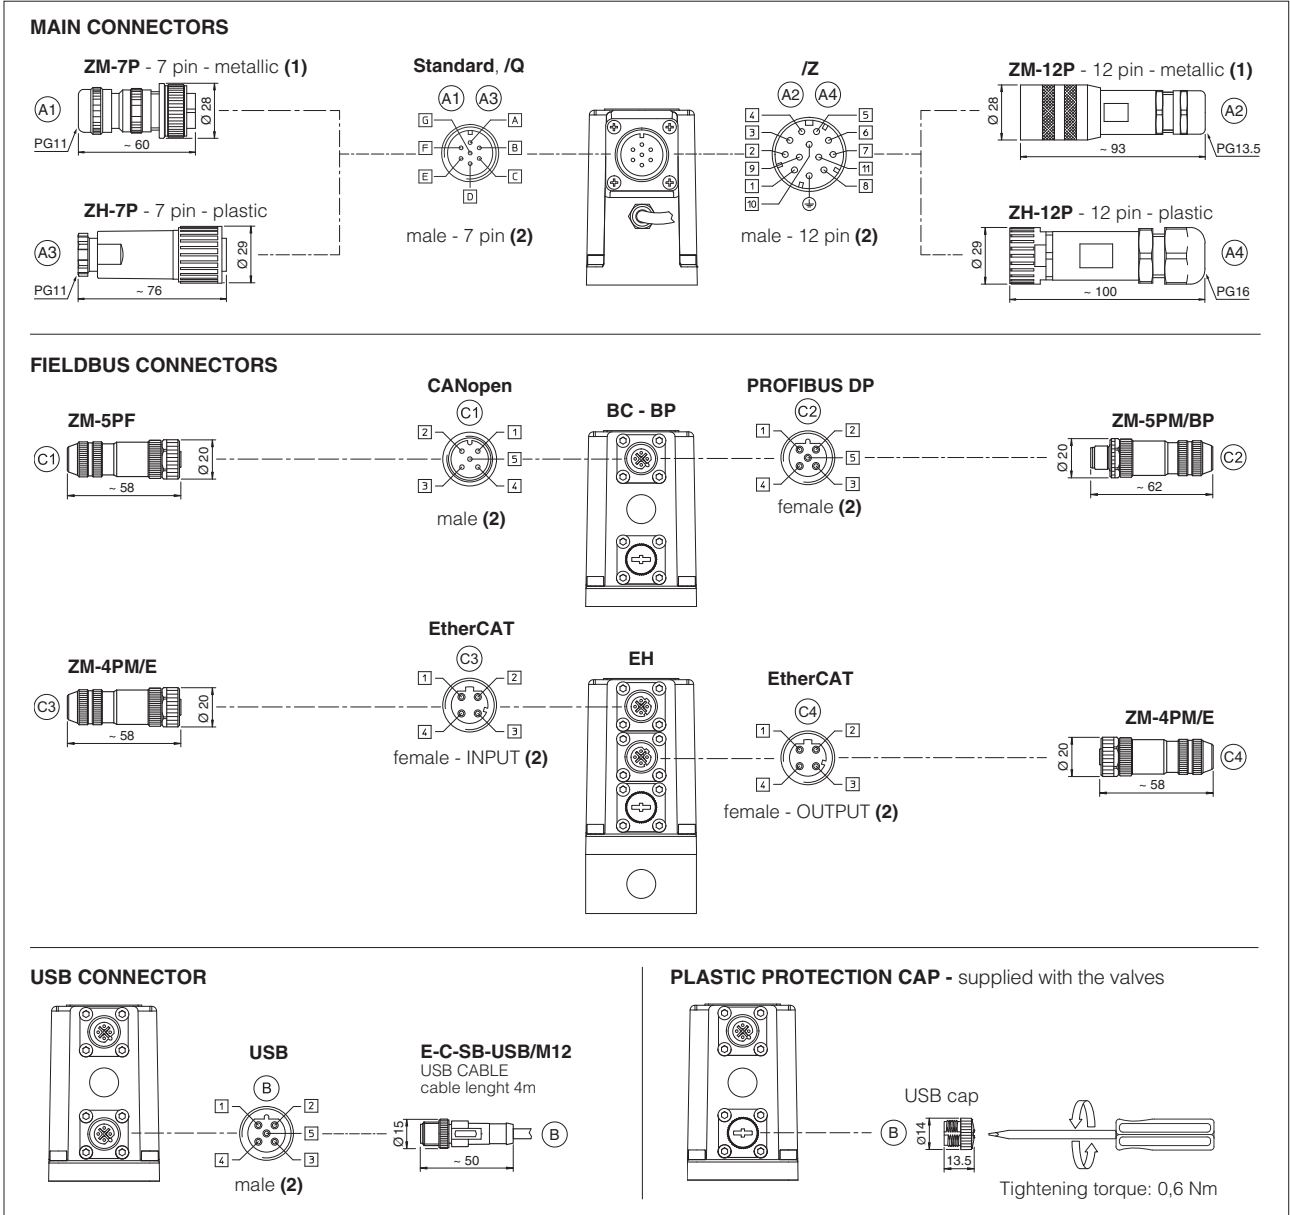 MAIN CONNECTORS
ZM-7P - 7 pin - metallic (1)
A1
PG11
~ 60
Ø 28
ZH-7P - 7 pin - plastic
A3
PG11
~ 76
Ø 29
Standard, /Q
A1 A3
G A
F B
E C
D
male - 7 pin (2)
/Z
A2 A4
4 5
3 6
2 7
9 11
1 8
10
male - 12 pin (2)
ZM-12P - 12 pin - metallic (1)
Ø 28
A2
~ 93
PG13.5
ZH-12P - 12 pin - plastic
Ø 29
A4
~ 100
PG16
FIELDBUS CONNECTORS
ZM-5PF
C1
Ø 20
~ 58
CANopen
C1
2 1
5
3 4
male (2)
BC - BP
PROFIBUS DP
C2
1 2
5
4 3
female (2)
ZM-5PM/BP
Ø 20
C2
~ 62
ZM-4PM/E
C3
Ø 20
~ 58
EtherCAT
C3
1 2
4 3
female - INPUT (2)
EH
EtherCAT
C4
1 2
4 3
female - OUTPUT (2)
ZM-4PM/E
Ø 20
C4
~ 58
USB CONNECTOR
USB
B
1 2
5
4 3
male (2)
E-C-SB-USB/M12
USB CABLE
cable lenght 4m
Ø15
B
~ 50
PLASTIC PROTECTION CAP - supplied with the valves
B
USB cap
Ø14
13.5
Tightening torque: 0,6 Nm